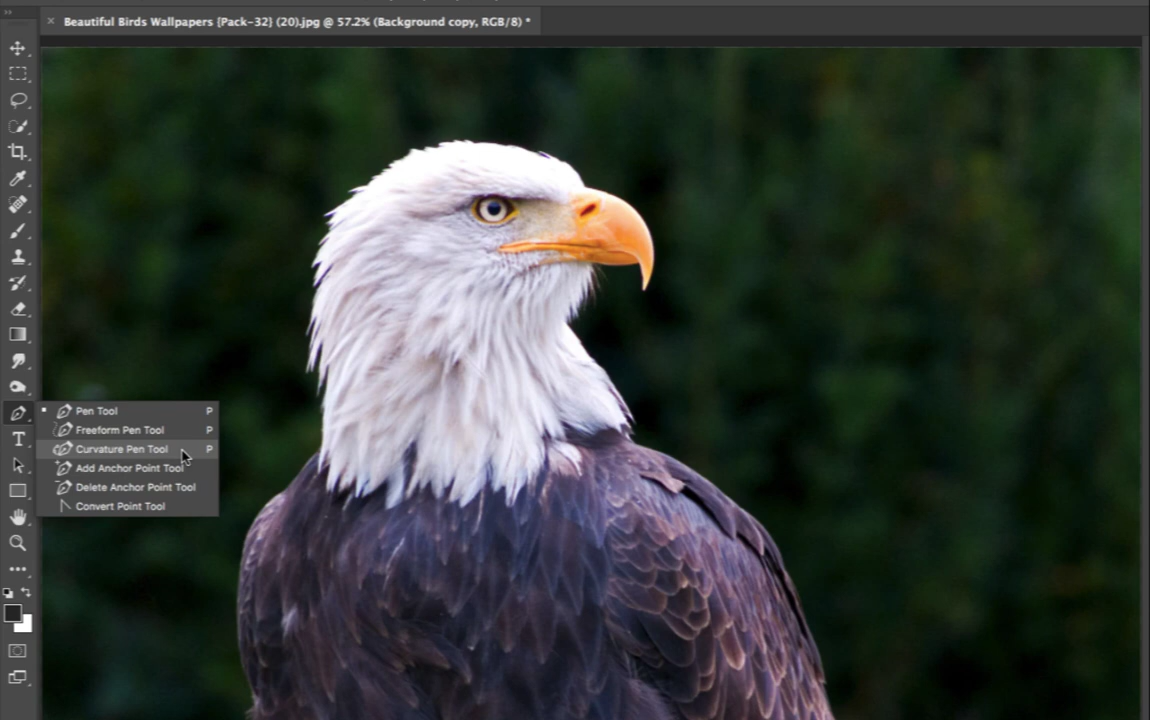 Beautiful Birds Wallpapers {Pack-32} (20).jpg @ 57.2% (Background copy, RGB/8) *
Pen Tool P
Freeform Pen Tool P
Curvature Pen Tool P
Add Anchor Point Tool
Delete Anchor Point Tool
Convert Point Tool